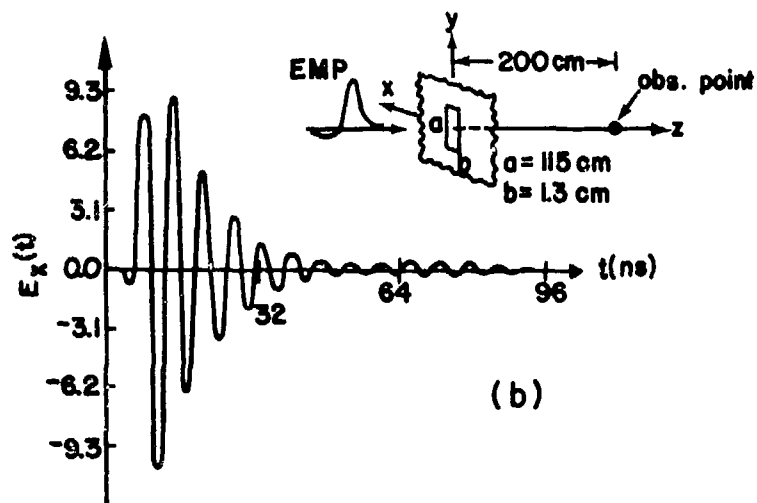 y
EMP
x
200 cm
obs. point
z
a
b
a = 115 cm
b = 1.3 cm
9.3
6.2
3.1
0.0
-3.1
-6.2
-9.3
Ex(t)
32
64
96
t(ns)
(b)